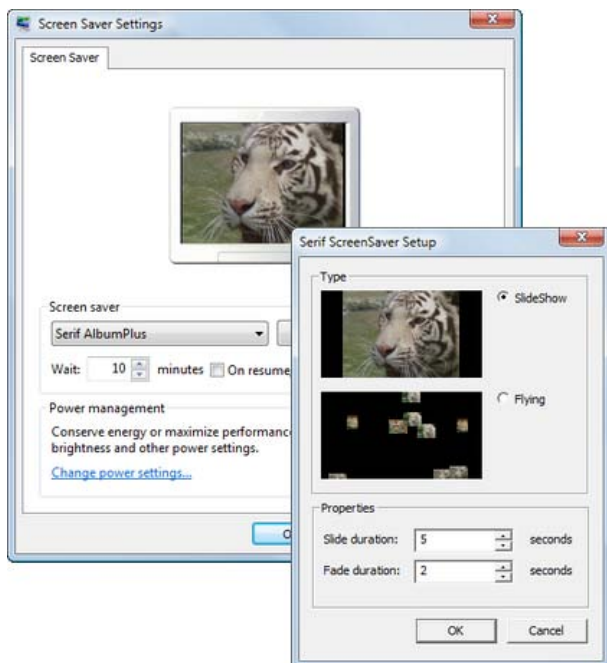 Screen Saver Settings
Screen Saver
Screen saver
Serif AlbumPlus
Wait: 10 minutes On resume,
Power management
Conserve energy or maximize performanc
brightness and other power settings.
Change power settings...
Serif ScreenSaver Setup
Type
SlideShow
Flying
Properties
Slide duration: 5 seconds
Fade duration: 2 seconds
OK Cancel